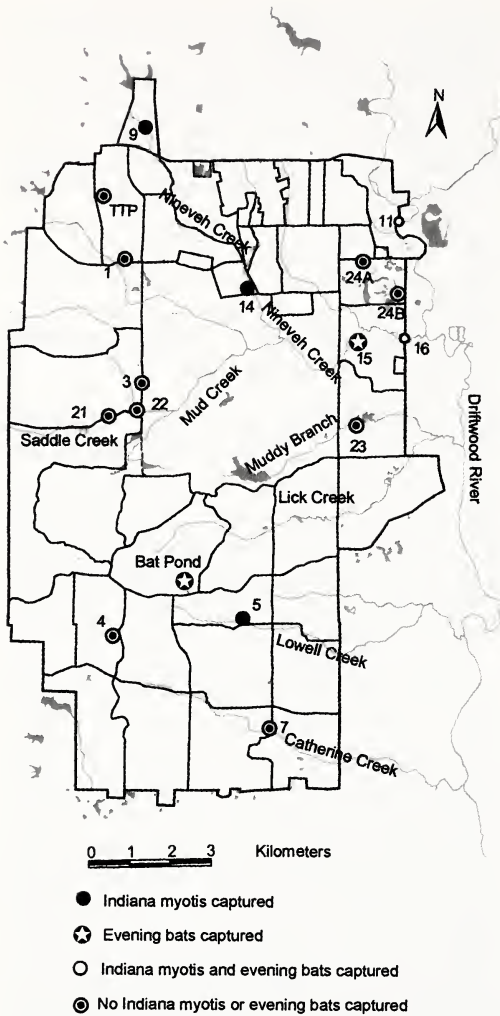 N
9
TTP
Nineveh Creek
11
1
24A
14
24B
Nineveh Creek
15
16
3
Mud Creek
21
22
Saddle Creek
23
Muddy Branch
Driftwood River
Lick Creek
Bat Pond
5
4
Lowell Creek
7
Catherine Creek
0 1 2 3 Kilometers
Indiana myotis captured
Evening bats captured
Indiana myotis and evening bats captured
No Indiana myotis or evening bats captured